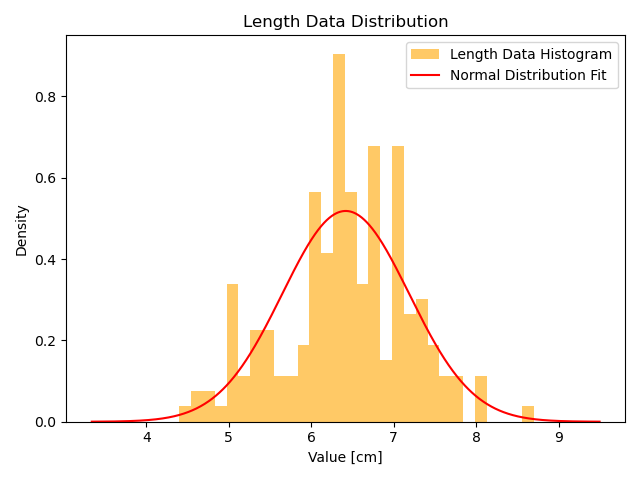 Length Data Distribution
Length Data Histogram
Normal Distribution Fit
Density
0.8
0.6
0.4
0.2
0.0
4 5 6 7 8 9
Value [cm]